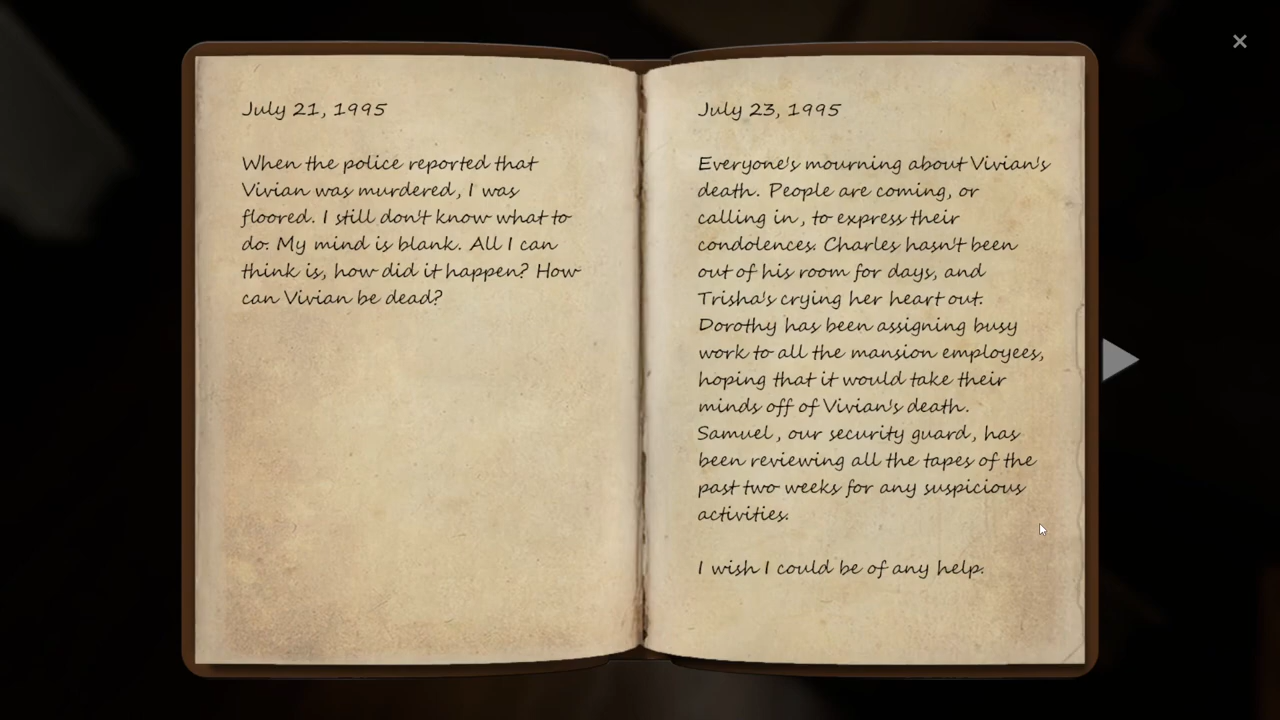 July 21, 1995
When the police reported that
Vivian was murdered, I was
floored. I still don't know what to
do. My mind is blank. All I can
think is, how did it happen? How
can Vivian be dead?
July 23, 1995
Everyone's mourning about Vivian's
death. People are coming, or
calling in, to express their
condolences. Charles hasn't been
out of his room for days, and
Trisha's crying her heart out.
Dorothy has been assigning busy
work to all the mansion employees,
hoping that it would take their
minds off of Vivian's death.
Samuel, our security guard, has
been reviewing all the tapes of the
past two weeks for any suspicious
activities.
I wish I could be of any help.